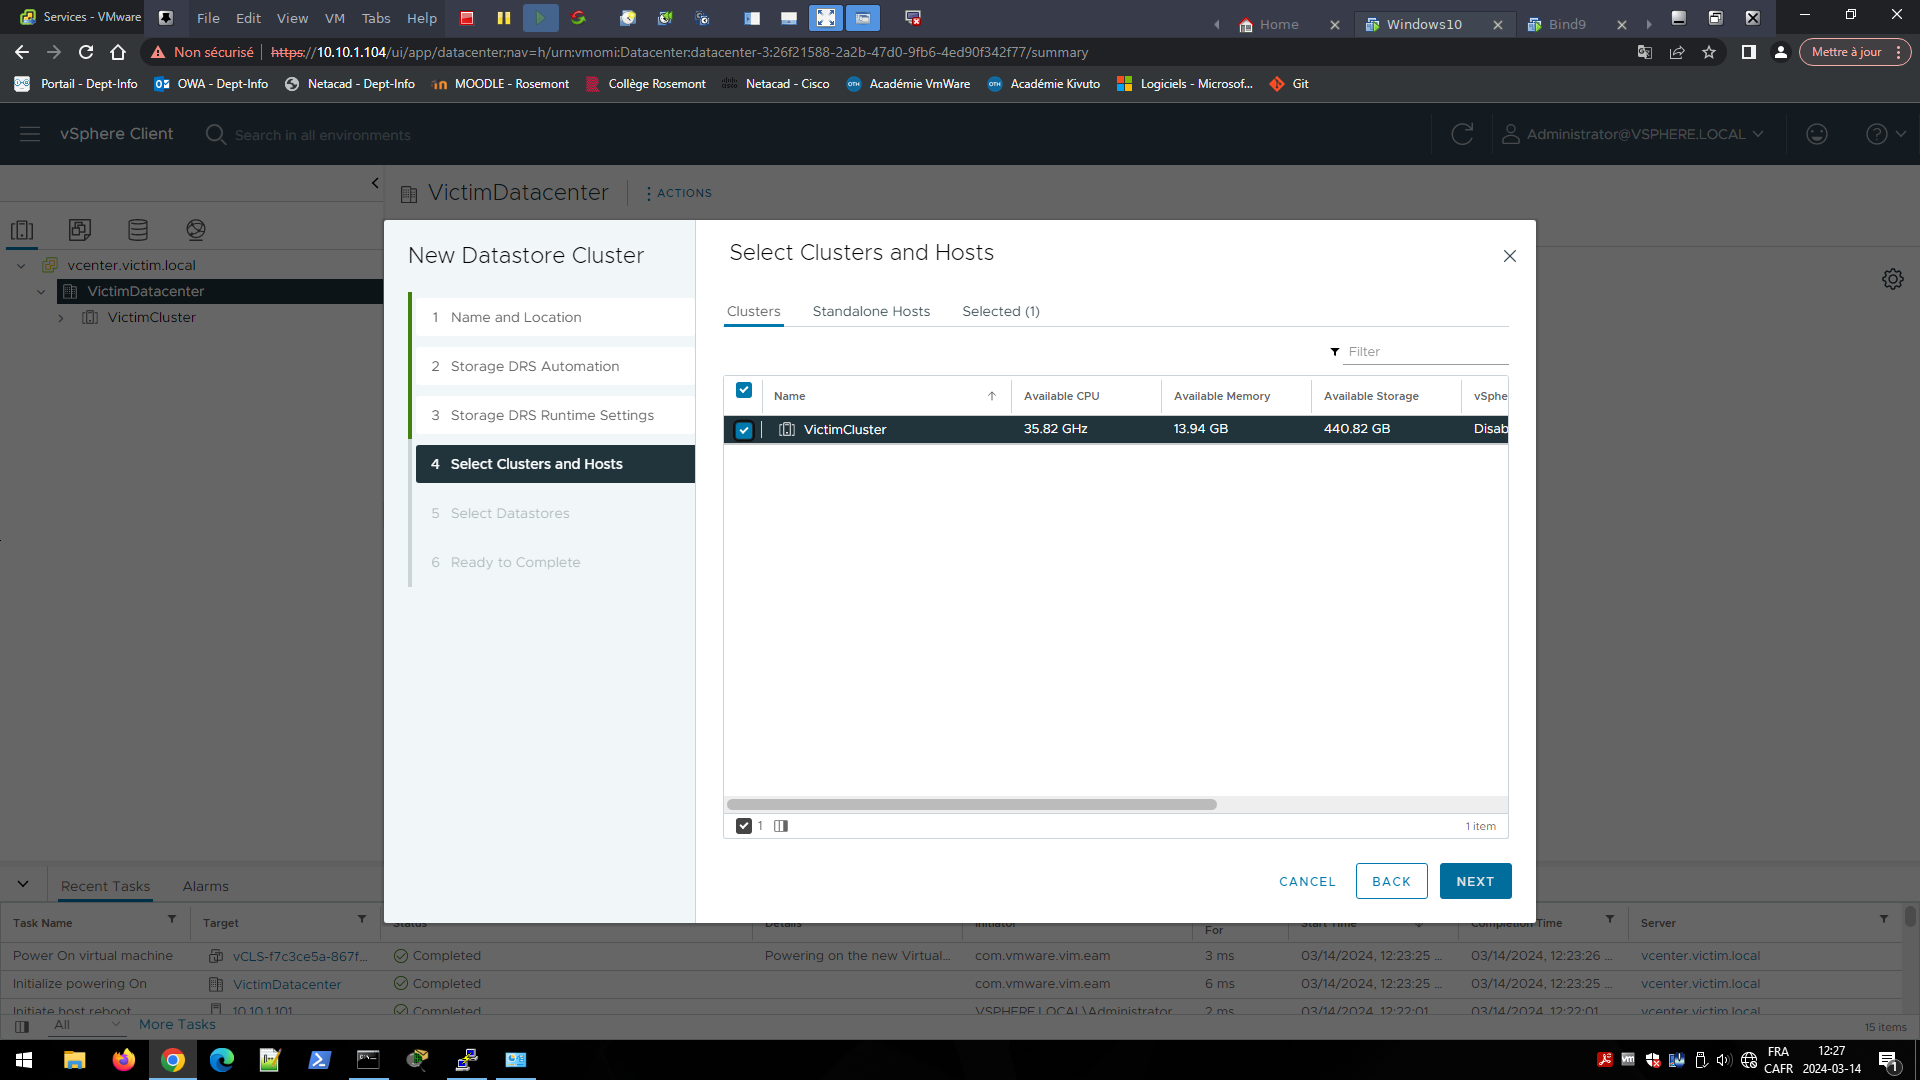 Services - VMware
File Edit View VM Tabs Help
Home
Windows10
Bind9
Non sécurisé
https://10.10.1.104/ui/app/datacenter;nav=h/urn:vmomi:Datacenter:datacenter-3:26f21588-2a2b-47d0-9fb6-4ed90f342f77/summary
Mettre à jour
Portail - Dept-Info
OWA - Dept-Info
Netacad - Dept-Info
MOODLE - Rosemont
Collège Rosemont
Netacad - Cisco
Académie VmWare
Académie Kivuto
Logiciels - Microsof...
Git
vSphere Client
Search in all environments
Administrator@VSPHERE.LOCAL
VictimDatacenter
ACTIONS
vcenter.victim.local
VictimDatacenter
VictimCluster
New Datastore Cluster
1 Name and Location
2 Storage DRS Automation
3 Storage DRS Runtime Settings
4 Select Clusters and Hosts
5 Select Datastores
6 Ready to Complete
Select Clusters and Hosts
Clusters Standalone Hosts Selected (1)
Filter
Name Available CPU Available Memory Available Storage vSphe
VictimCluster 35.82 GHz 13.94 GB 440.82 GB Disab
1
1 item
CANCEL BACK NEXT
Recent Tasks Alarms
Task Name Target Status Details Initiator For Start Time Completion Time Server
Power On virtual machine vCLS-f7c3ce5a-867f... Completed Powering on the new Virtual... com.vmware.vim.eam 3 ms 03/14/2024, 12:23:25 ... 03/14/2024, 12:23:26 ... vcenter.victim.local
Initialize powering On VictimDatacenter Completed com.vmware.vim.eam 6 ms 03/14/2024, 12:23:25 ... 03/14/2024, 12:23:25 ... vcenter.victim.local
Initiate host reboot 10.10.1.101 Completed VSPHERE.LOCAL\Administrator 2 ms 03/14/2024, 12:22:01 03/14/2024, 12:22:01 vcenter.victim.local
All More Tasks
15 items
FRA
CAFR
12:27
2024-03-14
1